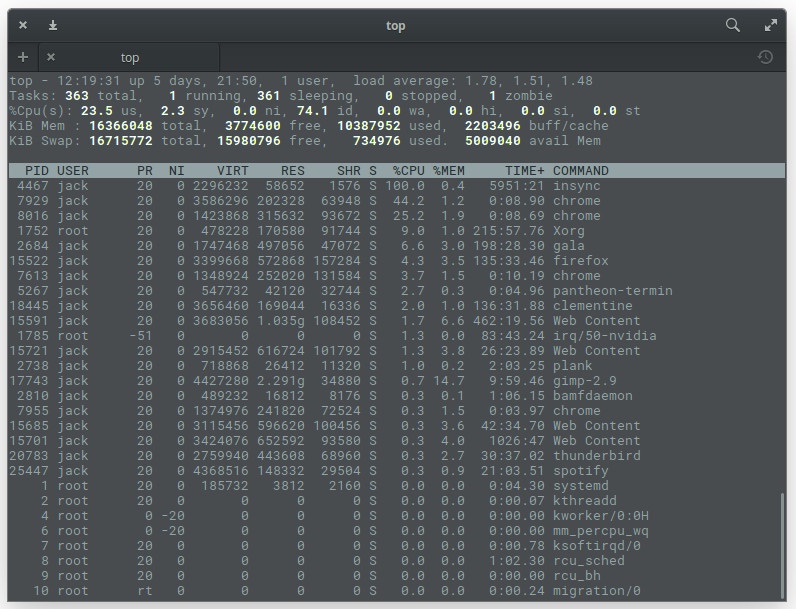 top
top
top - 12:19:31 up 5 days, 21:50,  1 user,  load average: 1.78, 1.51, 1.48
Tasks: 363 total,   1 running, 361 sleeping,   0 stopped,   1 zombie
%Cpu(s): 23.5 us,  2.3 sy,  0.0 ni, 74.1 id,  0.0 wa,  0.0 hi,  0.0 si,  0.0 st
KiB Mem : 16366048 total,  3774600 free, 10387952 used,  2203496 buff/cache
KiB Swap: 16715772 total, 15980796 free,   734976 used.  5009040 avail Mem
PID USER      PR  NI    VIRT    RES    SHR S  %CPU %MEM     TIME+ COMMAND
4467 jack      20   0 2296232  58652   1576 S 100.0  0.4   5951:21 insync
7929 jack      20   0 3586296 202328  63948 S  44.2  1.2   0:08.90 chrome
8016 jack      20   0 1423868 315632  93672 S  25.2  1.9   0:08.69 chrome
1752 root      20   0  478228 170580  91744 S   9.0  1.0 215:57.76 Xorg
2684 jack      20   0 1747468 497056  47072 S   6.6  3.0 198:28.30 gala
15522 jack      20   0 3399668 572868 157284 S   4.3  3.5 135:33.46 firefox
7613 jack      20   0 1348924 252020 131584 S   3.7  1.5   0:10.19 chrome
5267 jack      20   0  547732  42120  32744 S   2.7  0.3   0:04.96 pantheon-termin
18445 jack      20   0 3656460 169044  16336 S   2.0  1.0 136:31.88 clementine
15591 jack      20   0 3683056 1.035g 108452 S   1.7  6.6 462:19.56 Web Content
1785 root     -51   0       0      0      0 S   1.3  0.0  83:43.24 irq/50-nvidia
15721 jack      20   0 2915452 616724 101792 S   1.3  3.8  26:23.89 Web Content
2738 jack      20   0  718868  26412  11320 S   1.0  0.2   2:03.25 plank
17743 jack      20   0 4427280 2.291g  34880 S   0.7 14.7   9:59.46 gimp-2.9
2810 jack      20   0  489232  16812   8176 S   0.3  0.1   1:06.15 bamfdaemon
7955 jack      20   0 1374976 241820  72524 S   0.3  1.5   0:03.97 chrome
15685 jack      20   0 3115456 596620 100456 S   0.3  3.6  42:34.70 Web Content
15701 jack      20   0 3424076 652592  93580 S   0.3  4.0   1026:47 Web Content
20783 jack      20   0 2759940 443608  68960 S   0.3  2.7  30:37.02 thunderbird
25447 jack      20   0 4368516 148332  29504 S   0.3  0.9  21:03.51 spotify
1 root      20   0  185732   3812   2160 S   0.0  0.0   0:04.30 systemd
2 root      20   0       0      0      0 S   0.0  0.0   0:00.07 kthreadd
4 root       0 -20       0      0      0 S   0.0  0.0   0:00.00 kworker/0:0H
6 root       0 -20       0      0      0 S   0.0  0.0   0:00.00 mm_percpu_wq
7 root      20   0       0      0      0 S   0.0  0.0   0:00.78 ksoftirqd/0
8 root      20   0       0      0      0 S   0.0  0.0   1:02.30 rcu_sched
9 root      20   0       0      0      0 S   0.0  0.0   0:00.00 rcu_bh
10 root      rt   0       0      0      0 S   0.0  0.0   0:00.24 migration/0